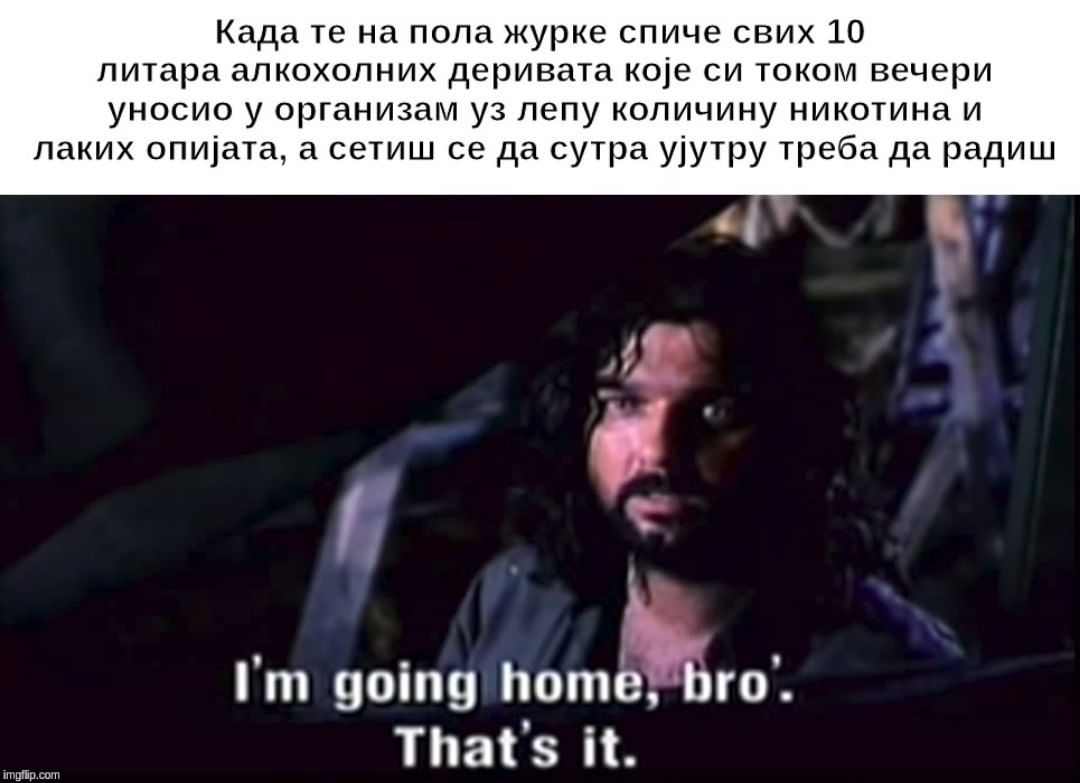 Када те на пола журке спиче свих 10
литара алкохолних деривата које си током вечери
уносио у организам уз лепу количину никотина и
лаких опијата, а сетиш се да сутра ујутру треба да радиш
I'm going home, bro'.
That's it.
imgflip.com